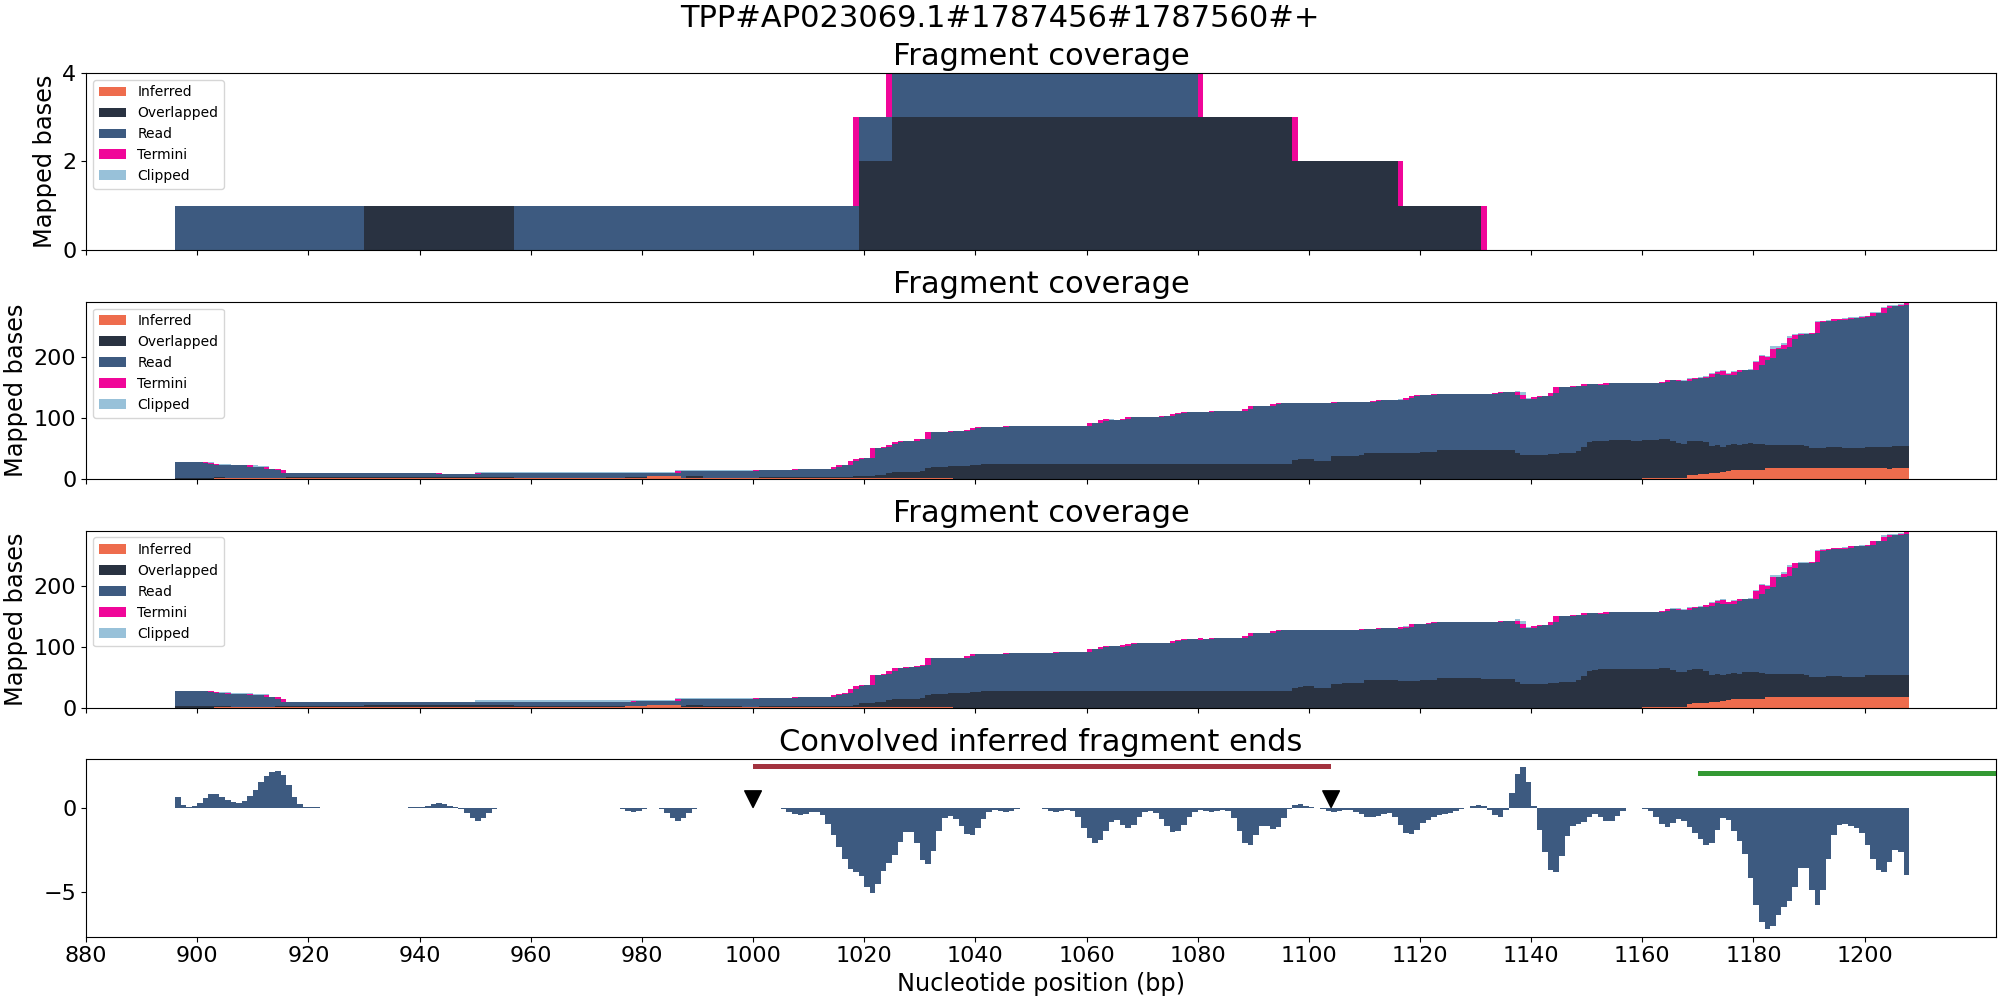 TPP#AP023069.1#1787456#1787560#+
Fragment coverage
Mapped bases
4
2
0
Inferred
Overlapped
Read
Termini
Clipped
Fragment coverage
Mapped bases
200
100
0
Inferred
Overlapped
Read
Termini
Clipped
Fragment coverage
Mapped bases
200
100
0
Inferred
Overlapped
Read
Termini
Clipped
Convolved inferred fragment ends
0
−5
880 900 920 940 960 980 1000 1020 1040 1060 1080 1100 1120 1140 1160 1180 1200
Nucleotide position (bp)